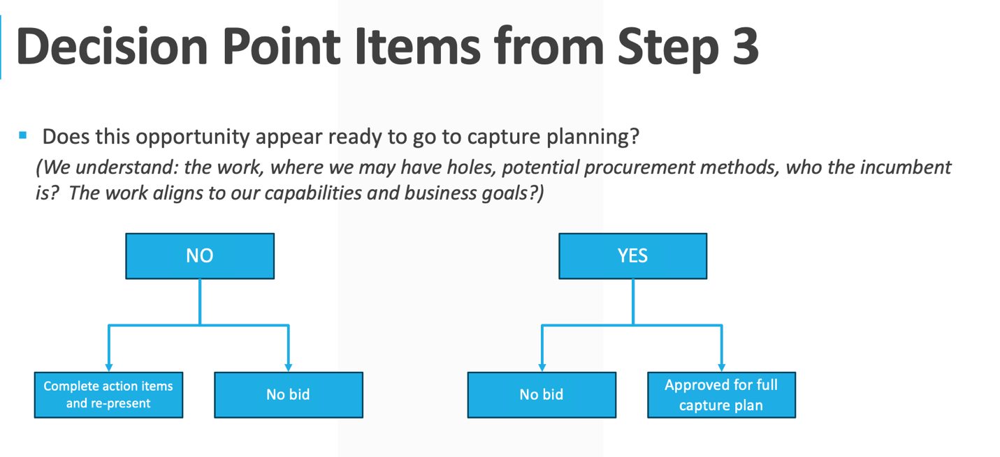 Decision Point Items from Step 3
Does this opportunity appear ready to go to capture planning?
(We understand: the work, where we may have holes, potential procurement methods, who the incumbent
is?  The work aligns to our capabilities and business goals?)
NO
YES
Complete action items
and re-present
No bid
No bid
Approved for full
capture plan